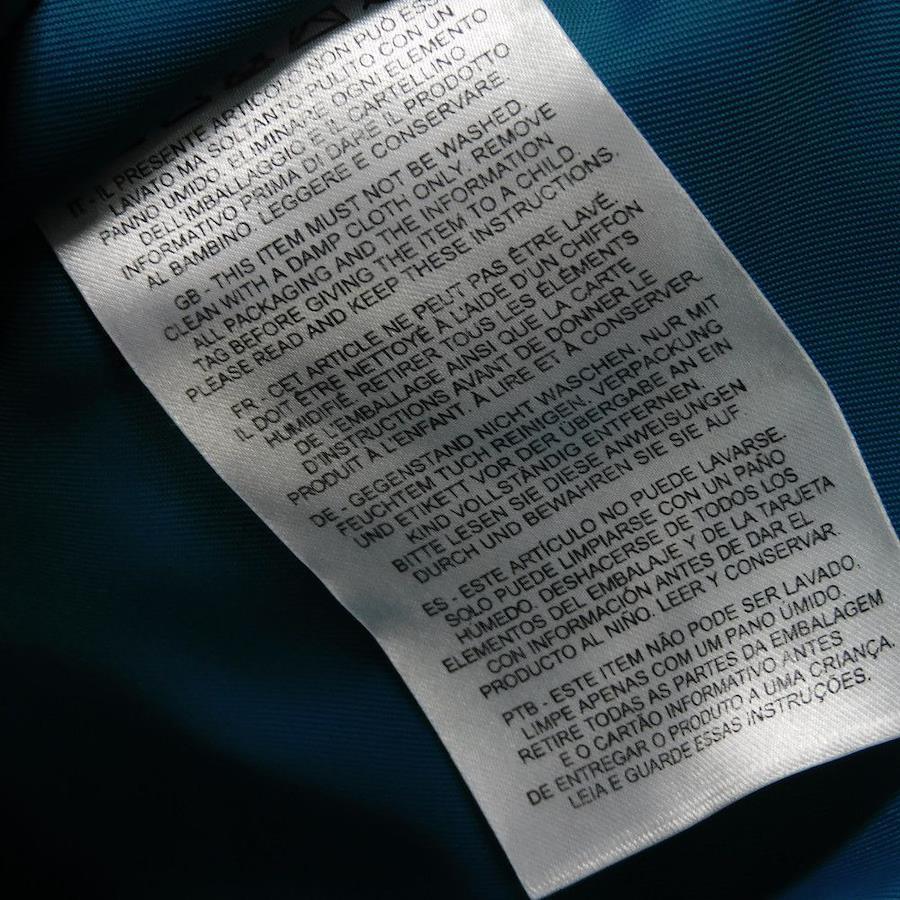 IT - IL PRESENTE ARTICOLO NON PUÒ
LAVATO MA SOLTANTO PULITO CON UN
PANNO UMIDO. ELIMINARE OGNI ELEMENTO
DELL'IMBALLAGGIO E IL CARTELLINO
INFORMATIVO PRIMA DI DARE IL PRODOTTO
AL BAMBINO. LEGGERE E CONSERVARE.
GB - THIS ITEM MUST NOT BE WASHED.
CLEAN WITH A DAMP CLOTH ONLY. REMOVE
ALL PACKAGING AND THE INFORMATION
TAG BEFORE GIVING THE ITEM TO A CHILD.
PLEASE READ AND KEEP THESE INSTRUCTIONS.
FR - CET ARTICLE NE PEUT PAS ÊTRE LAVÉ.
IL DOIT ÊTRE NETTOYÉ À L'AIDE D'UN CHIFFON
HUMIDIFIÉ. RETIRER TOUS LES ÉLÉMENTS
DE L'EMBALLAGE AINSI QUE LA CARTE
D'INSTRUCTIONS AVANT DE DONNER LE
PRODUIT À L'ENFANT. À LIRE ET À CONSERVER.
DE - GEGENSTAND NICHT WASCHEN. NUR MIT
FEUCHTEM TUCH REINIGEN. VERPACKUNG
UND ETIKETT VOR DER ÜBERGABE AN EIN
KIND VOLLSTÄNDIG ENTFERNEN.
BITTE LESEN SIE DIESE ANWEISUNGEN
DURCH UND BEWAHREN SIE SIE AUF.
ES - ESTE ARTICULO NO PUEDE LAVARSE.
SOLO PUEDE LIMPIARSE CON UN PAÑO
HÚMEDO. DESHACERSE DE TODOS LOS
ELEMENTOS DEL EMBALAJE Y DE LA TARJETA
CON INFORMACIÓN ANTES DE DAR EL
PRODUCTO AL NIÑO. LEER Y CONSERVAR.
PTB - ESTE ITEM NÃO PODE SER LAVADO.
LIMPE APENAS COM UM PANO ÚMIDO.
RETIRE TODAS AS PARTES DA EMBALAGEM
E O CARTÃO INFORMATIVO ANTES
DE ENTREGAR O PRODUTO A UMA CRIANÇA.
LEIA E GUARDE ESSAS INSTRUÇÕES.